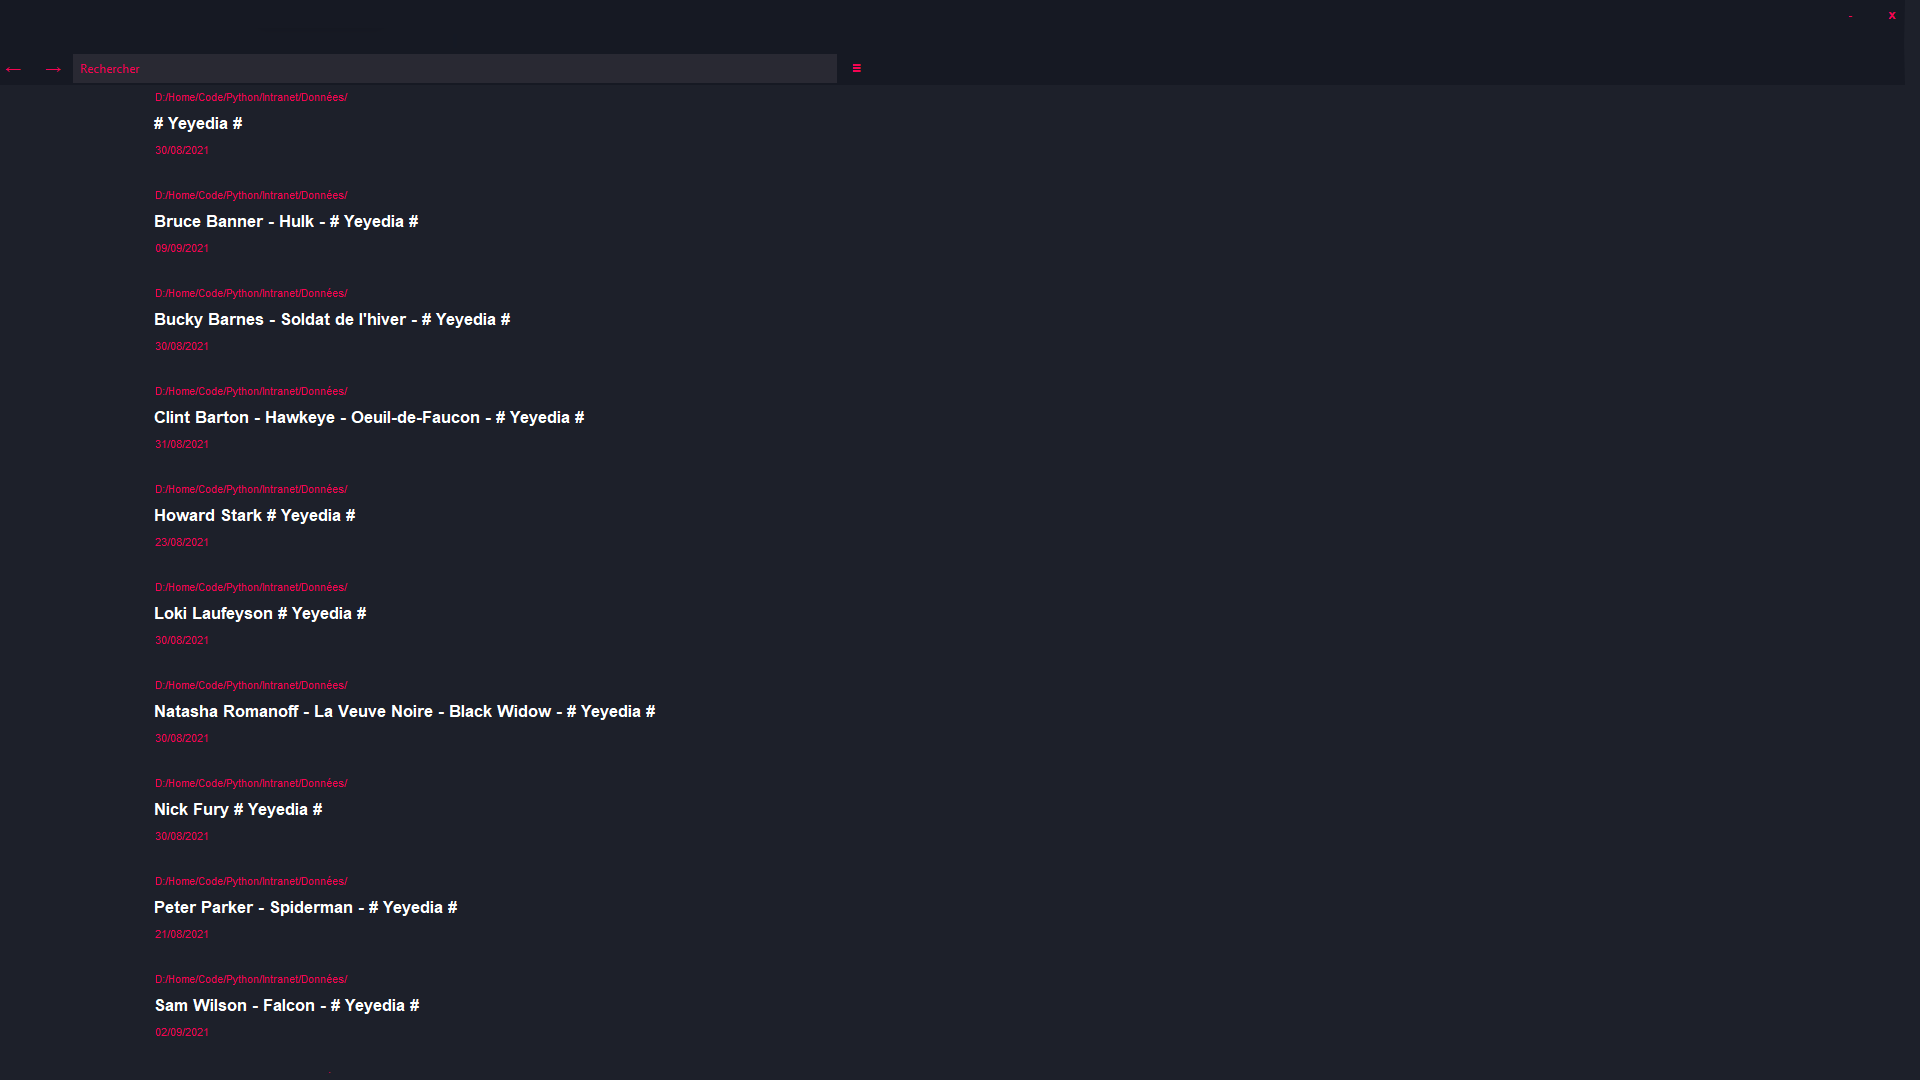 - x
← → Rechercher ≡
D:/Home/Code/Python/Intranet/Données/
# Yeyedia #
30/08/2021
D:/Home/Code/Python/Intranet/Données/
Bruce Banner - Hulk - # Yeyedia #
09/09/2021
D:/Home/Code/Python/Intranet/Données/
Bucky Barnes - Soldat de l'hiver - # Yeyedia #
30/08/2021
D:/Home/Code/Python/Intranet/Données/
Clint Barton - Hawkeye - Oeuil-de-Faucon - # Yeyedia #
31/08/2021
D:/Home/Code/Python/Intranet/Données/
Howard Stark # Yeyedia #
23/08/2021
D:/Home/Code/Python/Intranet/Données/
Loki Laufeyson # Yeyedia #
30/08/2021
D:/Home/Code/Python/Intranet/Données/
Natasha Romanoff - La Veuve Noire - Black Widow - # Yeyedia #
30/08/2021
D:/Home/Code/Python/Intranet/Données/
Nick Fury # Yeyedia #
30/08/2021
D:/Home/Code/Python/Intranet/Données/
Peter Parker - Spiderman - # Yeyedia #
21/08/2021
D:/Home/Code/Python/Intranet/Données/
Sam Wilson - Falcon - # Yeyedia #
02/09/2021